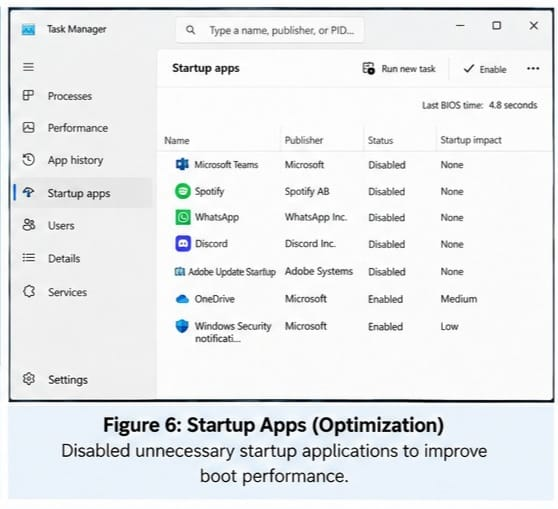 Task Manager
Type a name, publisher, or PID...
Startup apps
Run new task
Enable
Last BIOS time: 4.8 seconds
Processes
Performance
App history
Startup apps
Users
Details
Services
Settings
Name Publisher Status Startup impact
Microsoft Teams Microsoft Disabled None
Spotify Spotify AB Disabled None
WhatsApp WhatsApp Inc. Disabled None
Discord Discord Inc. Disabled None
Adobe Update Startup Adobe Systems Disabled None
OneDrive Microsoft Enabled Medium
Windows Security Microsoft Enabled Low
notificati...
Figure 6: Startup Apps (Optimization)
Disabled unnecessary startup applications to improve
boot performance.